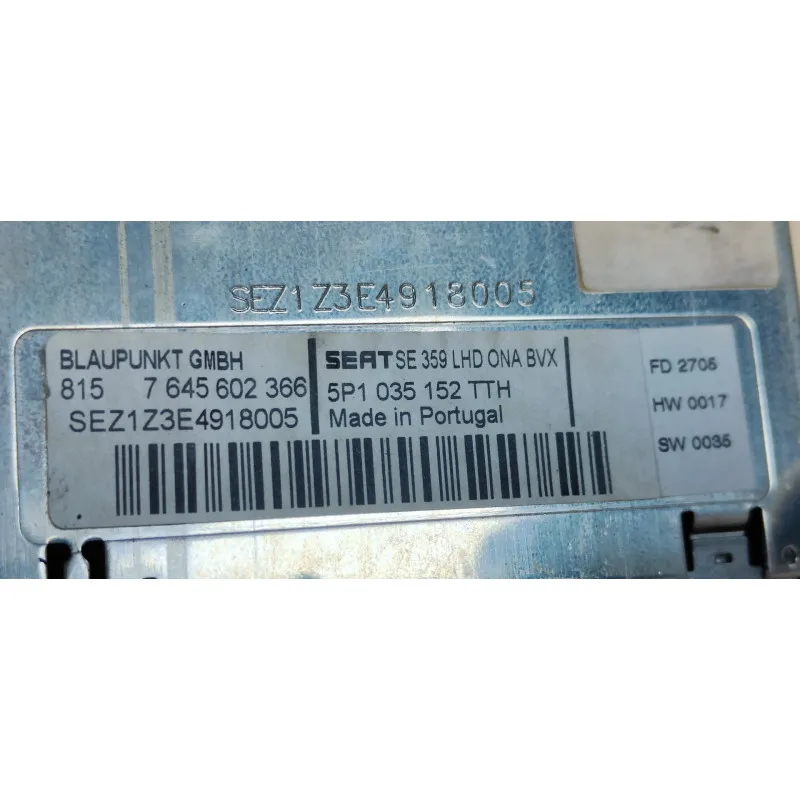 SEZ1Z3E4918005
BLAUPUNKT GMBH
815 7 645 602 366
SEZ1Z3E4918005
SEAT SE 359 LHD ONA BVX
5P1 035 152 TTH
Made in Portugal
FD 2705
HW 0017
SW 0035